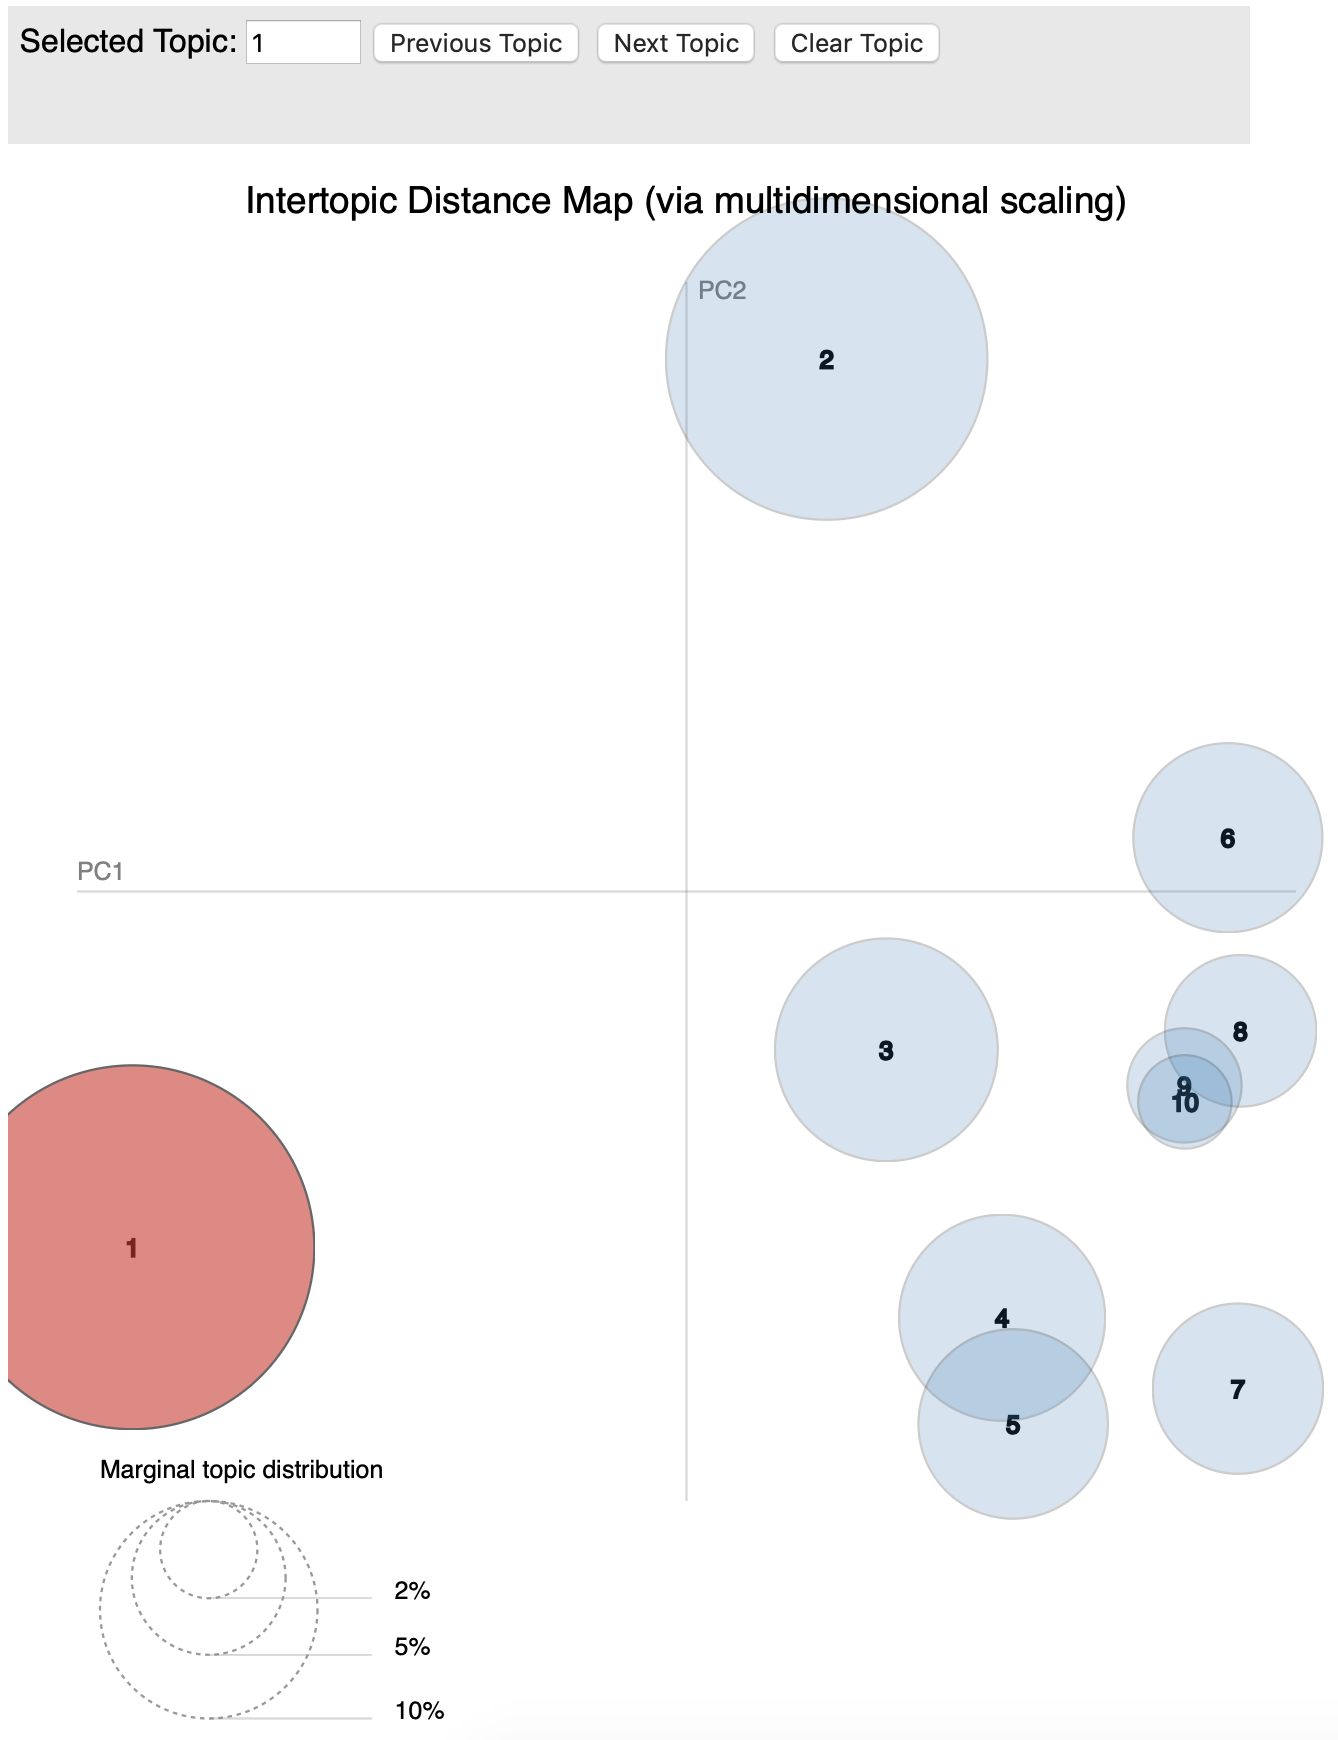 Selected Topic: 1 Previous Topic Next Topic Clear Topic
Intertopic Distance Map (via multidimensional scaling)
PC2
2
6
PC1
8
3
9
10
1
4
7
5
Marginal topic distribution
2%
5%
10%